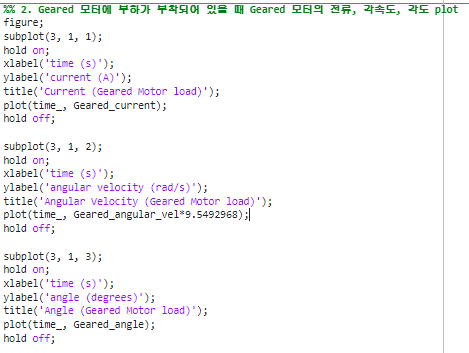 %% 2. Geared 모터에 부하가 부착되어 있을 때 Geared 모터의 전류, 각속도, 각도 plot
figure;
subplot(3, 1, 1);
hold on;
xlabel('time (s)');
ylabel('current (A)');
title('Current (Geared Motor load)');
plot(time_, Geared_current);
hold off;
subplot(3, 1, 2);
hold on;
xlabel('time (s)');
ylabel('angular velocity (rad/s)');
title('Angular Velocity (Geared Motor load)');
plot(time_, Geared_angular_vel*9.5492968);
hold off;
subplot(3, 1, 3);
hold on;
xlabel('time (s)');
ylabel('angle (degrees)');
title('Angle (Geared Motor load)');
plot(time_, Geared_angle);
hold off;